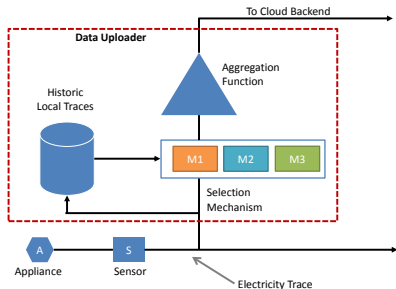 To Cloud Backend
Data Uploader
Aggregation
Function
Historic
Local Traces
M1 M2 M3
Selection
Mechanism
A
S
Appliance
Sensor
Electricity Trace